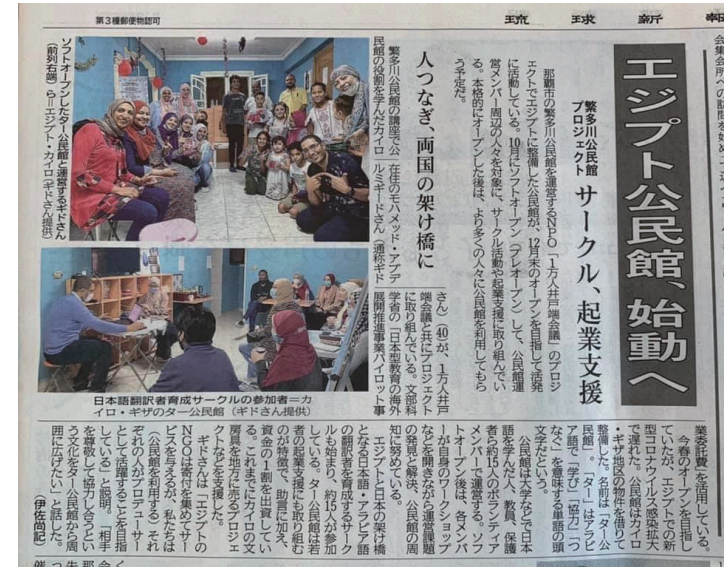 第3種郵便物認可
琉球新報
エジプト公民館、始動へ
繁多川公民館
プロジェクト
サークル、起業支援
那覇の繁多川公民館を運営するNPO「1万人井戸端会議」のプロジ
ェクトでエジプトに整備した公民館が、12月末のオープンを目指して活発
に活動している。10月にソフトオープン(プレオープン)して、公民館運
営メンバー周辺の人々を対象に、サークル活動や起業支援に取り組んでい
る。本格的にオープンした後は、より多くの人々に公民館を利用してもら
う予定だ。
人つなぎ、両国の架け橋に
繁多川公民館の講座で公
民館の役割を学んだカイロ
在住のモハメッド・アブデ
ルミギードさん(通称ギド
さん)(40)が、1万人井戸
端会議と共にプロジェクト
に取り組んでいる。文部科
学省の「日本型教育の海外
展開推進事業パイロット事
業委託費」を活用している。
今春のオープンを目指し
ていたが、エジプトでの新
型コロナウイルス感染拡大
で遅れた。公民館はカイロ
・ギザ地区の物件を借りて
整備した。名前は「ター公
民館」。「ター」はアラビ
ア語で「学び」「協力」「つ
なぐ」を意味する単語の頭
文字だという。
公民館は大学などで日本
語を学んだ人、教員、保護
者ら約15人のボランティア
メンバーで運営する。ソフ
トオープン後は、各メンバ
ーが自身のワークショップ
などを開きながら運営課題
の発見と解決、公民館の周
知に努めている。
エジプトと日本の架け橋
となる日本語・アラビア語
の翻訳者を育成するサーク
ルも始まり、約15人が参加
している。ター公民館は若
者の起業支援にも取り組む
のが特徴で、助言に加え、
資金の1割を出資してい
る。これまでにカイロの文
房具を地方に売るプロジェ
クトなどを支援した。
ギドさんは「エジプトの
NGOは寄付を集めてサー
ビスを与えるが、私たちは
(公民館を利用する)それ
ぞれの人がプロデューサー
として活躍することを目指
している」と説明。「相手
を尊敬して協力し合うとい
う文化をター公民館から周
囲に広げたい」と話した。
(伊佐尚記)
ソフトオープンしたター公民館と運営するギドさん
(前列右端)ら=エジプト・カイロ(ギドさん提供)
日本語翻訳者育成サークルの参加者=カ
イロ・ギザのター公民館(ギドさん提供)